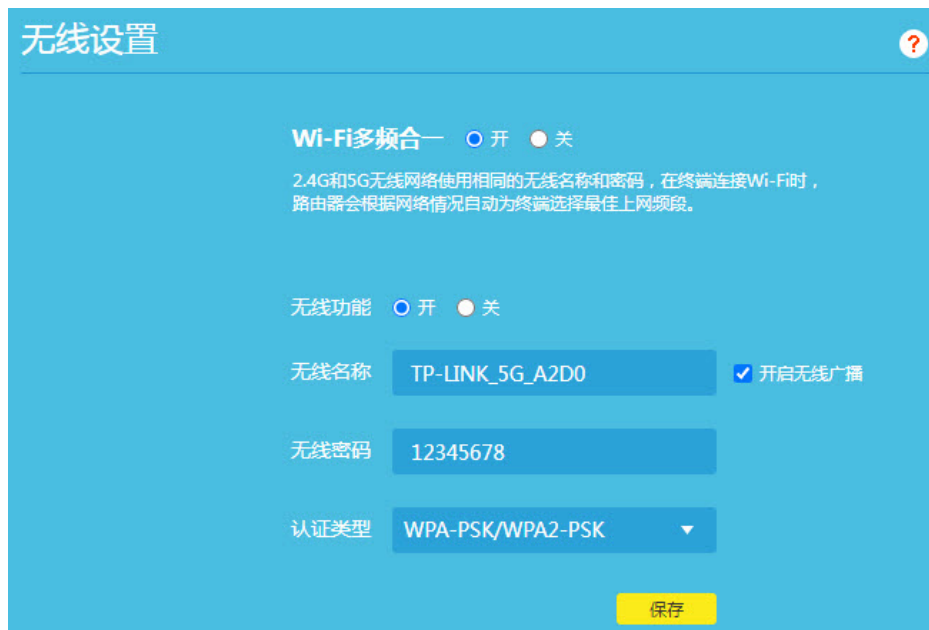 无线设置
?
Wi-Fi多频合一 开 关
2.4G和5G无线网络使用相同的无线名称和密码，在终端连接Wi-Fi时，
路由器会根据网络情况自动为终端选择最佳上网频段。
无线功能 开 关
无线名称 TP-LINK_5G_A2D0 开启无线广播
无线密码 12345678
认证类型 WPA-PSK/WPA2-PSK
保存